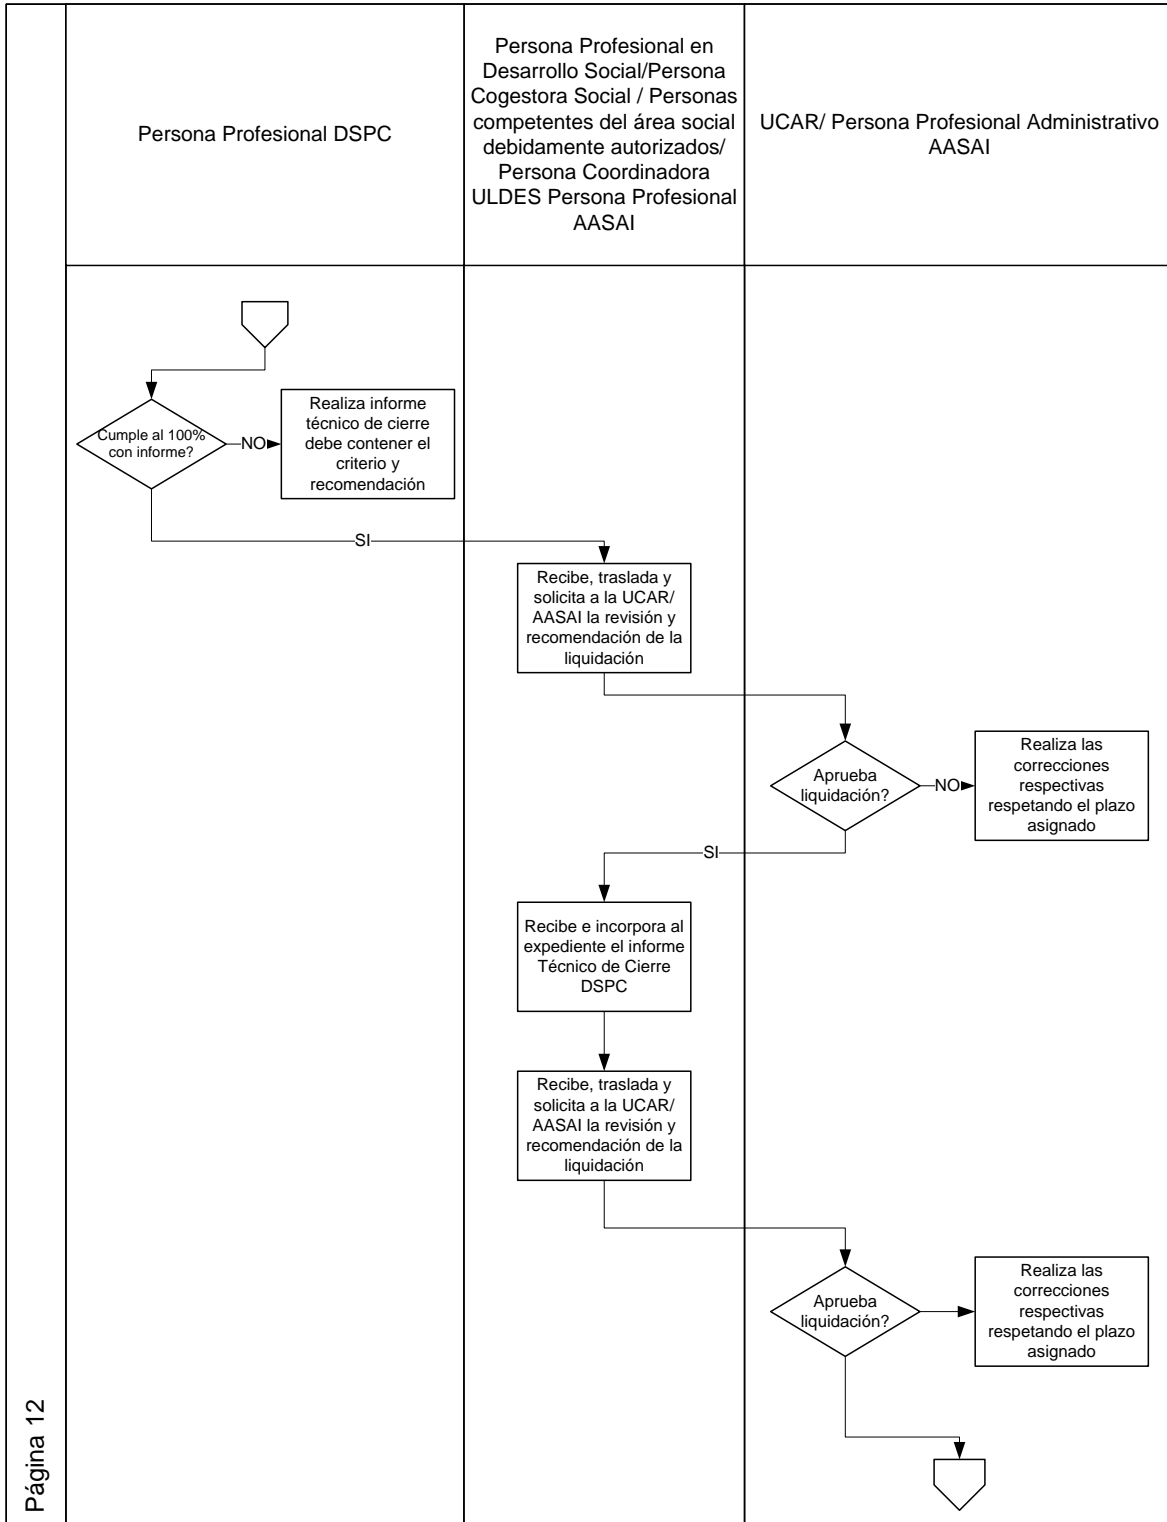 Persona Profesional DSPC
Persona Profesional en
Desarrollo Social/Persona
Cogestora Social / Personas
competentes del área social
debidamente autorizados/
Persona Coordinadora
ULDES Persona Profesional
AASAI
UCAR/ Persona Profesional Administrativo
AASAI
Cumple al 100%
con informe?
NO
Realiza informe
técnico de cierre
debe contener el
criterio y
recomendación
SI
Recibe, traslada y
solicita a la UCAR/
AASAI la revisión y
recomendación de la
liquidación
Aprueba
liquidación?
NO
Realiza las
correcciones
respectivas
respetando el plazo
asignado
SI
Recibe e incorpora al
expediente el informe
Técnico de Cierre
DSPC
Recibe, traslada y
solicita a la UCAR/
AASAI la revisión y
recomendación de la
liquidación
Aprueba
liquidación?
Realiza las
correcciones
respectivas
respetando el plazo
asignado
Página 12